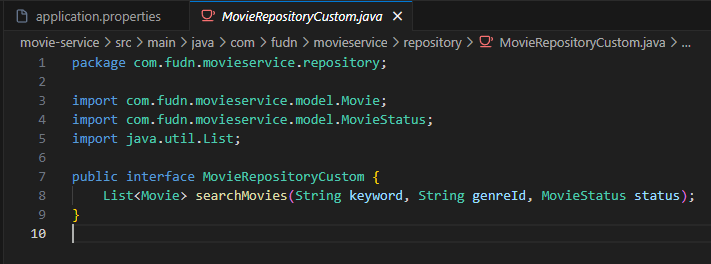 application.properties MovieRepositoryCustom.java
movie-service > src > main > java > com > fudn > movieservice > repository > MovieRepositoryCustom.java > ...
1 package com.fudn.movieservice.repository;
2
3 import com.fudn.movieservice.model.Movie;
4 import com.fudn.movieservice.model.MovieStatus;
5 import java.util.List;
6
7 public interface MovieRepositoryCustom {
8     List<Movie> searchMovies(String keyword, String genreId, MovieStatus status);
9 }
10